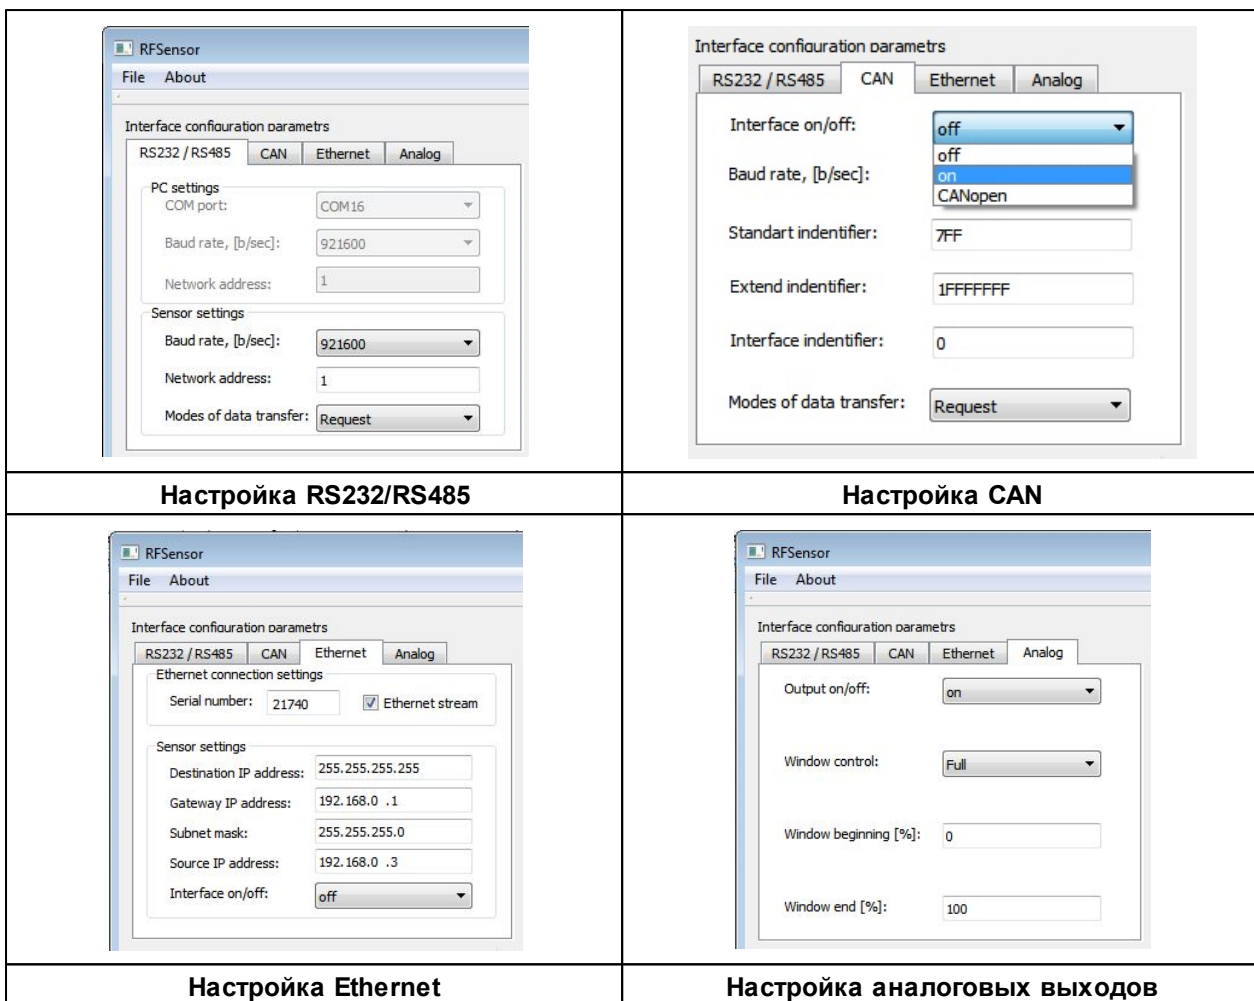 RFSensor
File About
Interface configuration parametrs
RS232 / RS485 CAN Ethernet Analog
PC settings
COM port: COM16
Baud rate, [b/sec]: 921600
Network address: 1
Sensor settings
Baud rate, [b/sec]: 921600
Network address: 1
Modes of data transfer: Request
Настройка RS232/RS485
Interface configuration parametrs
RS232 / RS485 CAN Ethernet Analog
Interface on/off: off
off
Baud rate, [b/sec]: on
CANopen
Standart indentifier: 7FF
Extend indentifier: 1FFFFFFF
Interface indentifier: 0
Modes of data transfer: Request
Настройка CAN
RFSensor
File About
Interface configuration parametrs
RS232 / RS485 CAN Ethernet Analog
Ethernet connection settings
Serial number: 21740 Ethernet stream
Sensor settings
Destination IP address: 255.255.255.255
Gateway IP address: 192.168.0 .1
Subnet mask: 255.255.255.0
Source IP address: 192.168.0 .3
Interface on/off: off
Настройка Ethernet
RFSensor
File About
Interface configuration parametrs
RS232 / RS485 CAN Ethernet Analog
Output on/off: on
Window control: Full
Window beginning [%]: 0
Window end [%]: 100
Настройка аналоговых выходов